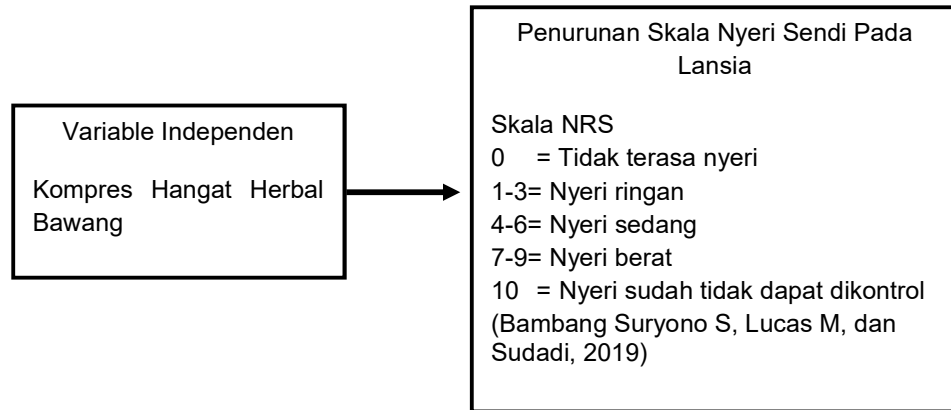 Variable Independen
Kompres Hangat Herbal
Bawang
Penurunan Skala Nyeri Sendi Pada
Lansia
Skala NRS
0 = Tidak terasa nyeri
1-3= Nyeri ringan
4-6= Nyeri sedang
7-9= Nyeri berat
10 = Nyeri sudah tidak dapat dikontrol
(Bambang Suryono S, Lucas M, dan
Sudadi, 2019)